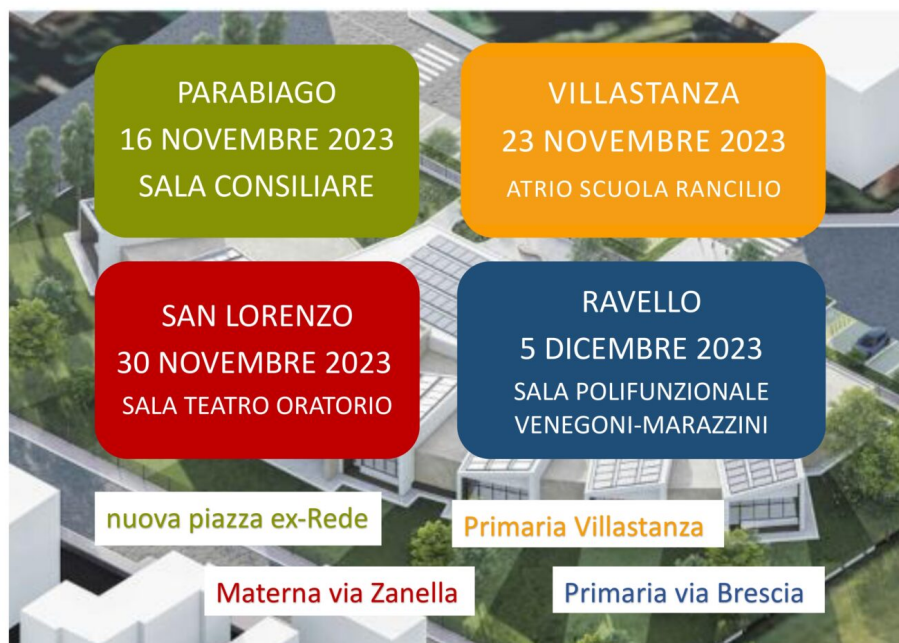 PARABIAGO
16 NOVEMBRE 2023
SALA CONSILIARE
VILLASTANZA
23 NOVEMBRE 2023
ATRIO SCUOLA RANCILIO
SAN LORENZO
30 NOVEMBRE 2023
SALA TEATRO ORATORIO
RAVELLO
5 DICEMBRE 2023
SALA POLIFUNZIONALE
VENEGONI-MARAZZINI
nuova piazza ex-Rede
Primaria Villastanza
Materna via Zanella
Primaria via Brescia